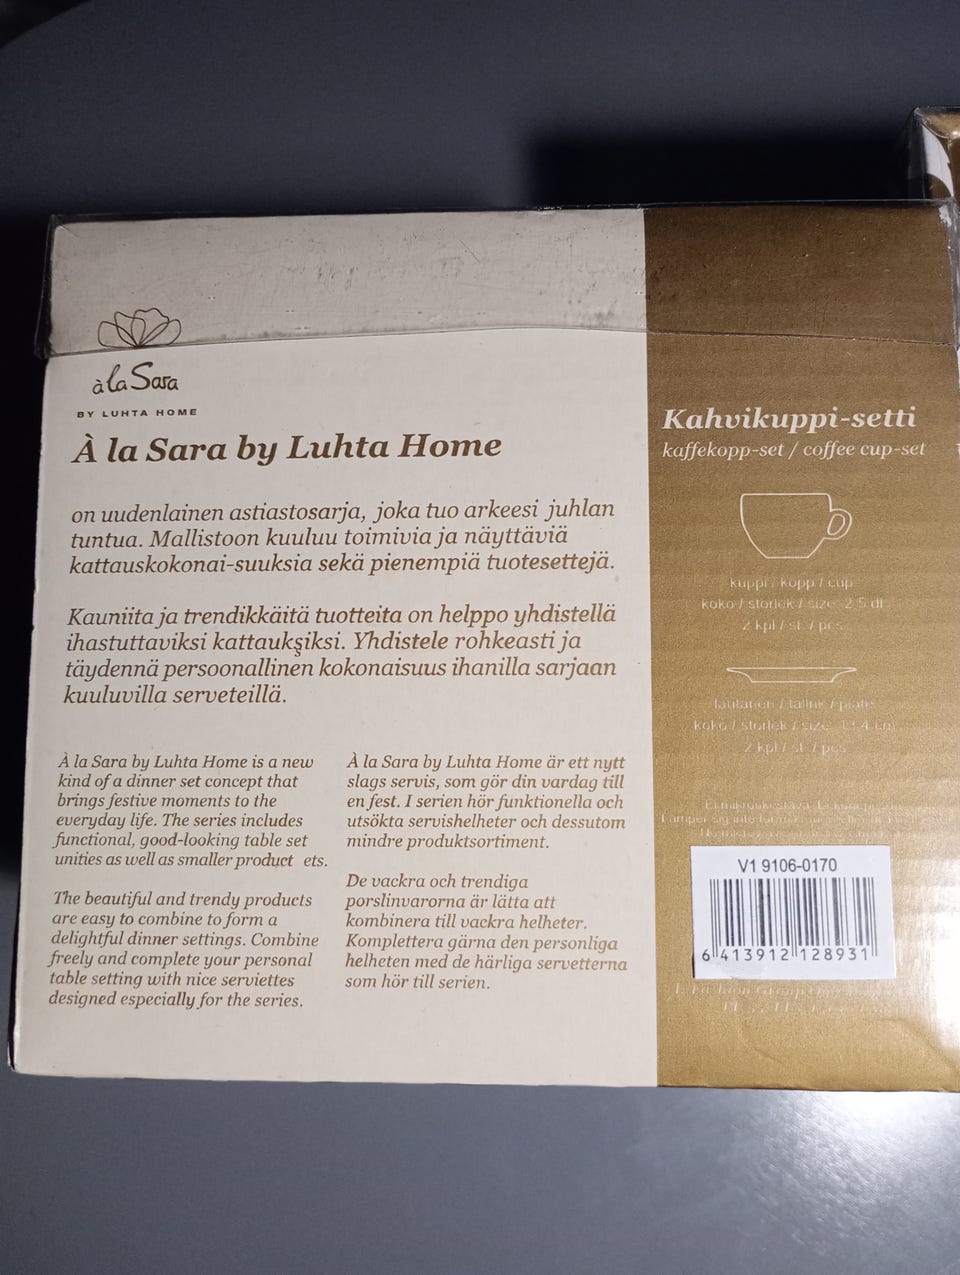 à la Sara
BY LUHTA HOME
À la Sara by Luhta Home
on uudenlainen astiastosarja, joka tuo arkeesi juhlan
tuntua. Mallistoon kuuluu toimivia ja näyttäviä
kattauskokonai-suuksia sekä pienempiä tuotesettejä.
Kauniita ja trendikkäitä tuotteita on helppo yhdistellä
ihastuttaviksi kattaukşiksi. Yhdistele rohkeasti ja
täydennä persoonallinen kokonaisuus ihanilla sarjaan
kuuluvilla serveteillä.
À la Sara by Luhta Home is a new
kind of a dinner set concept that
brings festive moments to the
everyday life. The series includes
functional, good-looking table set
unities as well as smaller product ets.
The beautiful and trendy products
are easy to combine to form a
delightful dinner settings. Combine
freely and complete your personal
table setting with nice serviettes
designed especially for the series.
À la Sara by Luhta Home är ett nytt
slags servis, som gör din vardag till
en fest. I serien hör funktionella och
utsökta servishelheter och dessutom
mindre produktsortiment.
De vackra och trendiga
porslinvarorna är lätta att
kombinera till vackra helheter.
Komplettera gärna den personliga
helheten med de härliga servetterna
som hör till serien.
Kahvikuppi-setti
kaffekopp-set / coffee cup-set
kuppi / kopp / cup
koko / storlek / size: 2,5 dl
2 kpl / st. / pcs.
lautanen / tallrik / plate
koko / storlek / size: 13,4 cm
2 kpl / st. / pcs.
V1 9106-0170
6 413912 128931